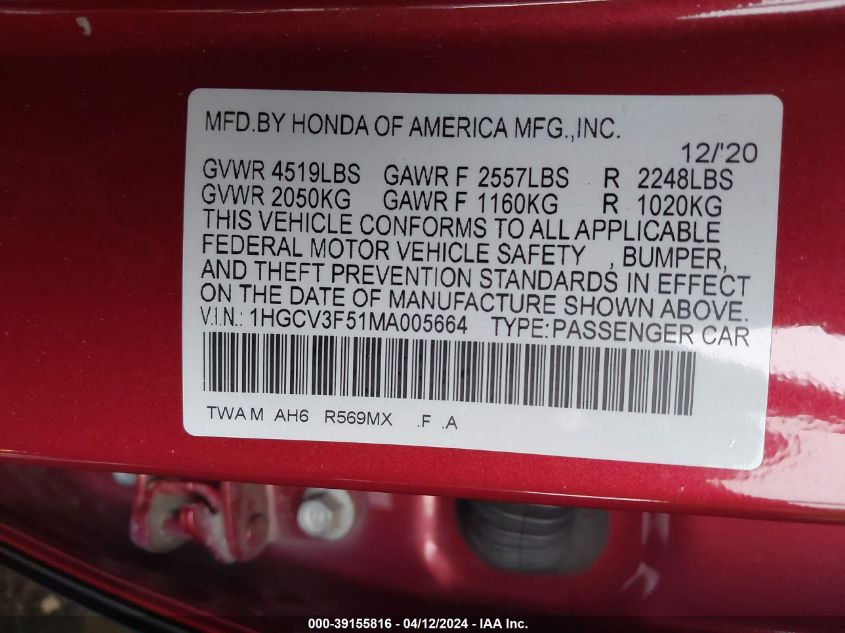 MFD.BY HONDA OF AMERICA MFG.,INC.
12/'20
GVWR 4519LBS GAWR F 2557LBS R 2248LBS
GVWR 2050KG GAWR F 1160KG R 1020KG
THIS VEHICLE CONFORMS TO ALL APPLICABLE
FEDERAL MOTOR VEHICLE SAFETY , BUMPER,
AND THEFT PREVENTION STANDARDS IN EFFECT
ON THE DATE OF MANUFACTURE SHOWN ABOVE.
V.I.N.: 1HGCV3F51MA005664 TYPE:PASSENGER CAR
TWA M AH6 R569MX .F .A
000-39155816 - 04/12/2024 - IAA Inc.